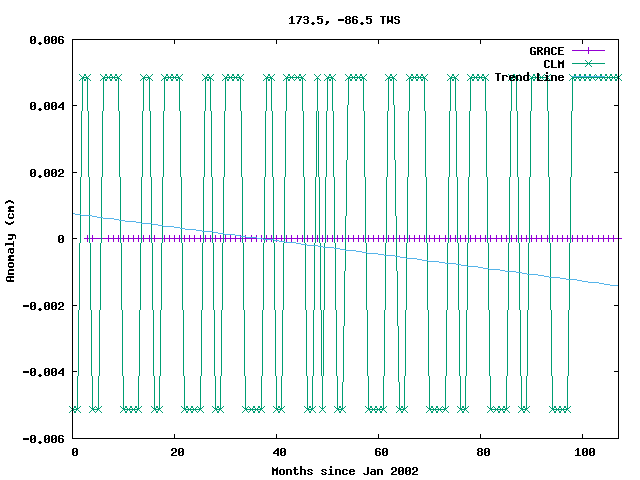 173.5, -86.5 TWS
0.006
0.004
0.002
0
-0.002
-0.004
-0.006
Anomaly (cm)
GRACE
CLM
Trend Line
0 20 40 60 80 100
Months since Jan 2002